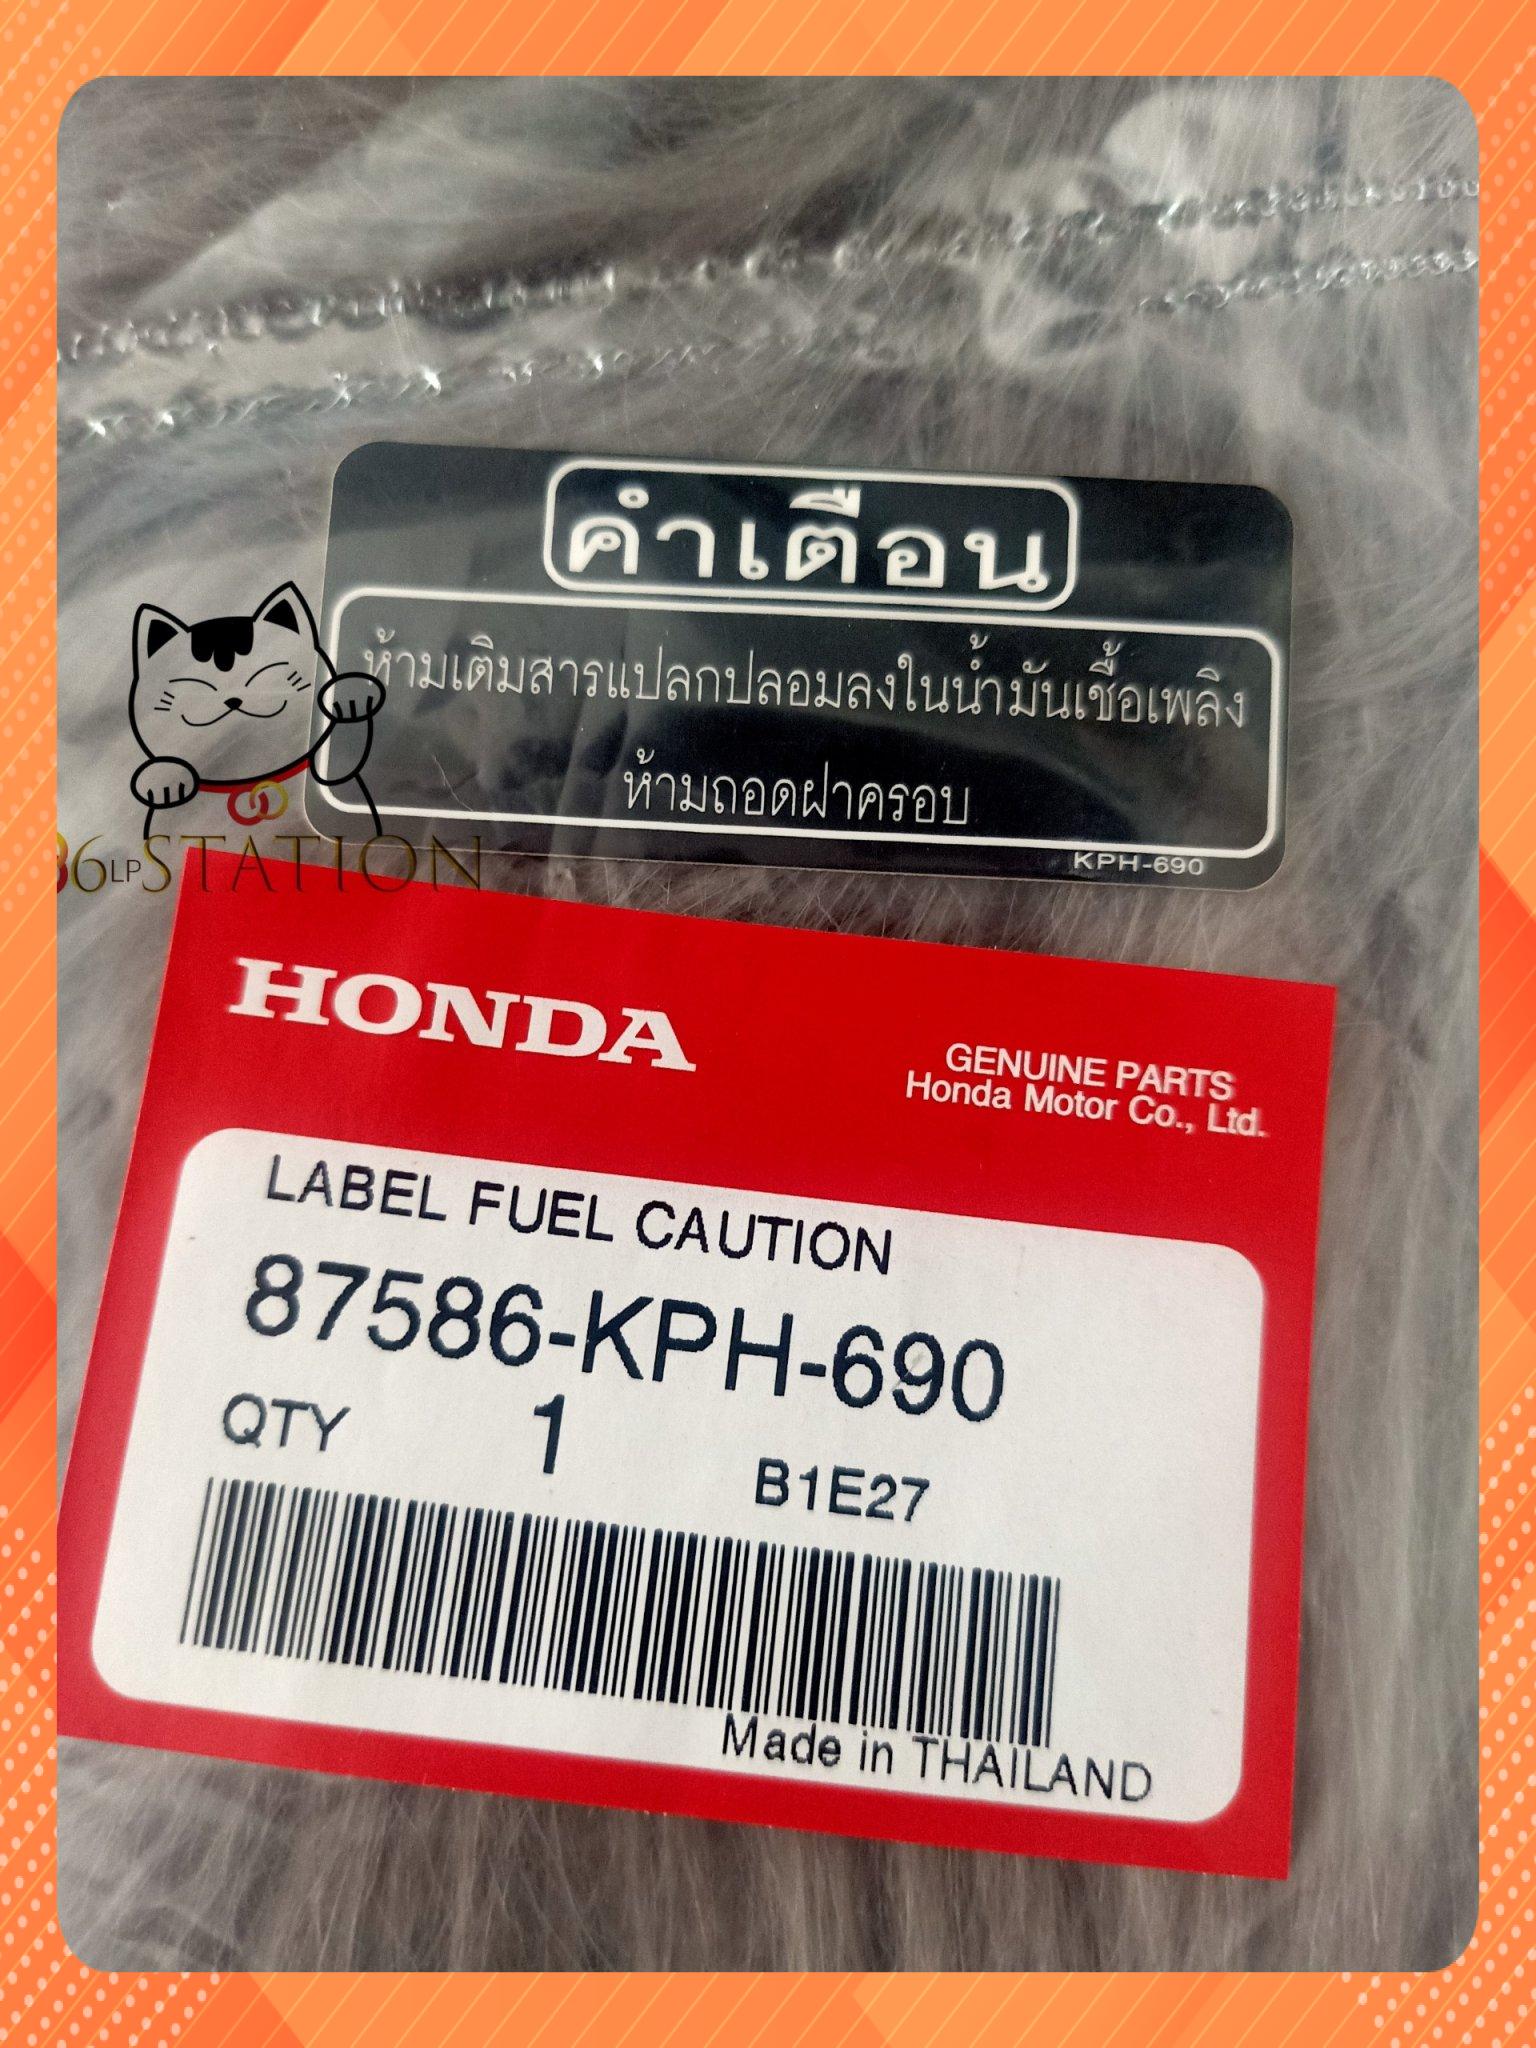 คำเตือน
ห้ามเติมสารแปลกปลอมลงในน้ำมันเชื้อเพลิง
ห้ามถอดฝาครอบ
KPH-690
36LPSTATION
HONDA
GENUINE PARTS
Honda Motor Co., Ltd.
LABEL FUEL CAUTION
87586-KPH-690
QTY 1 B1E27
Made in THAILAND